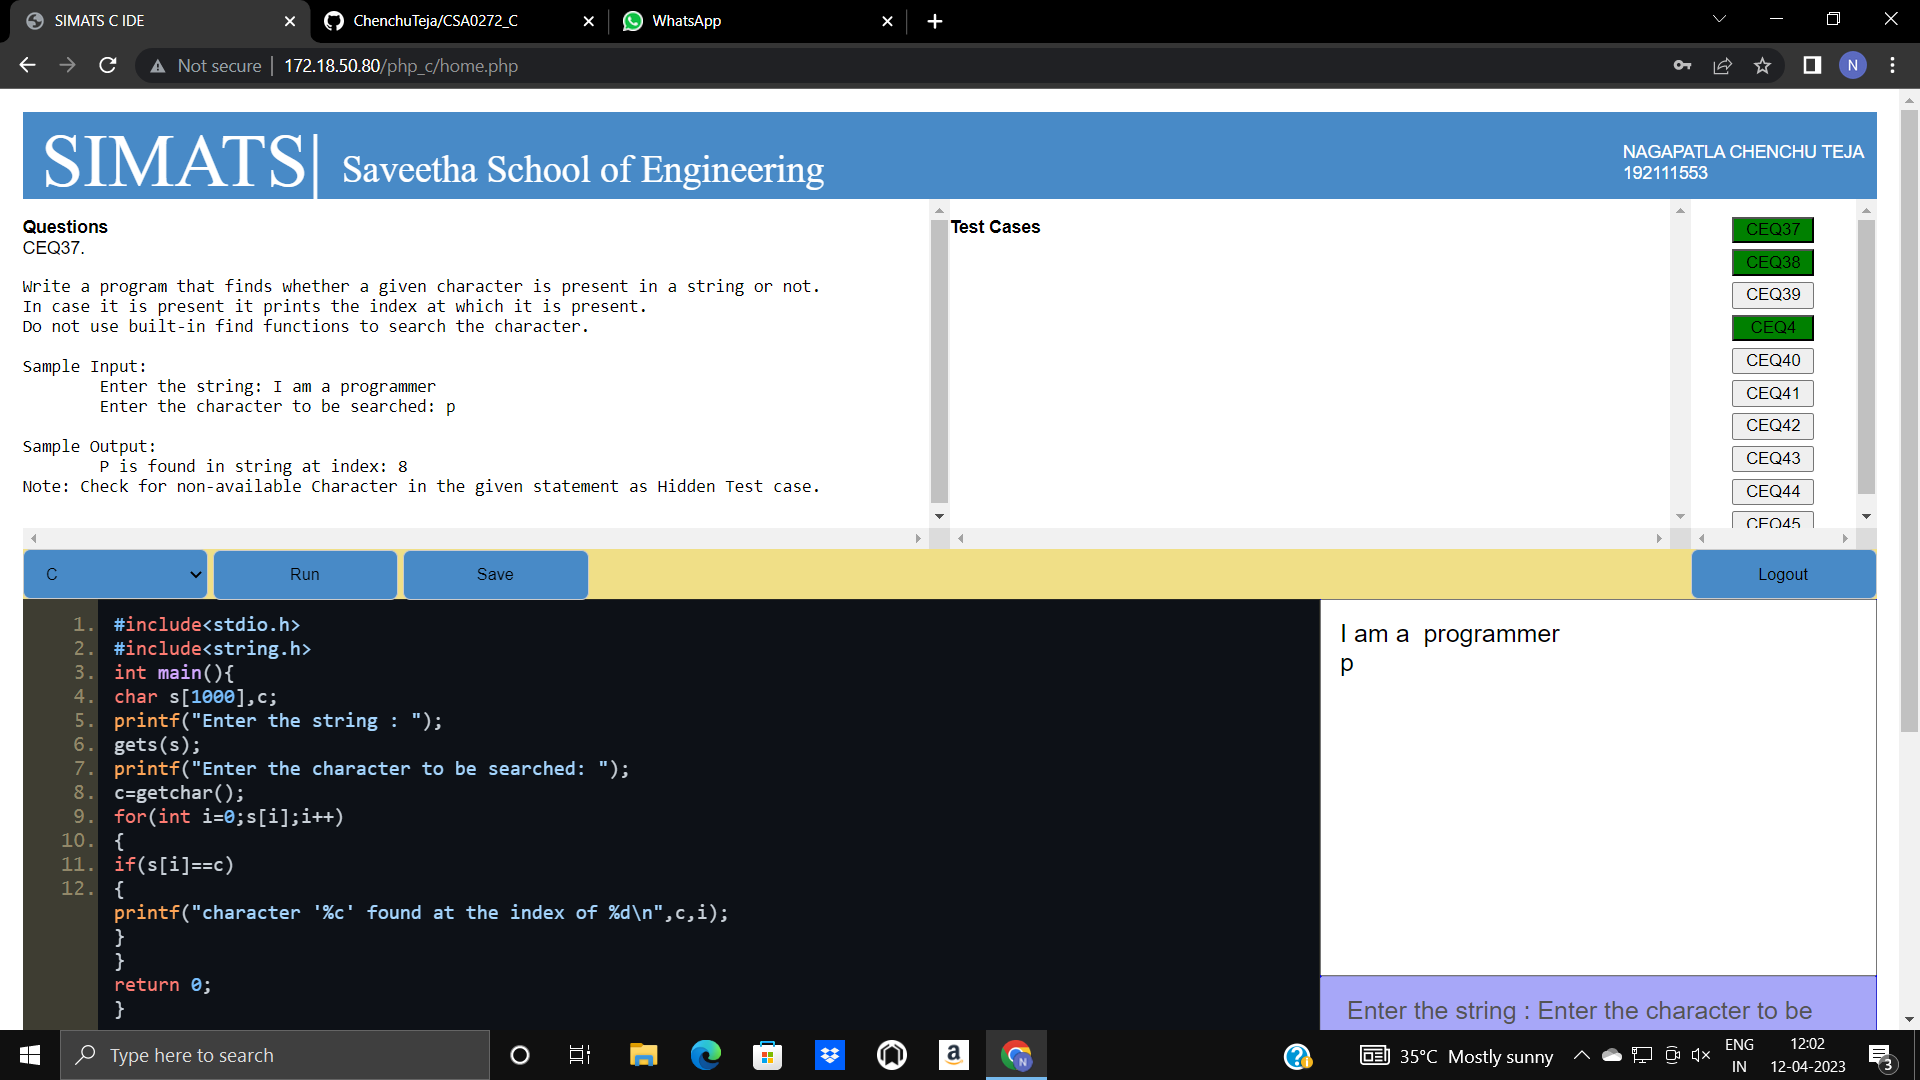 SIMATS C IDE
ChenchuTeja/CSA0272_C
WhatsApp
Not secure | 172.18.50.80/php_c/home.php
N
SIMATS| Saveetha School of Engineering
NAGAPATLA CHENCHU TEJA
192111553
Questions
CEQ37.
Write a program that finds whether a given character is present in a string or not.
In case it is present it prints the index at which it is present.
Do not use built-in find functions to search the character.
Sample Input:
Enter the string: I am a programmer
Enter the character to be searched: p
Sample Output:
P is found in string at index: 8
Note: Check for non-available Character in the given statement as Hidden Test case.
Test Cases
CEQ37
CEQ38
CEQ39
CEQ4
CEQ40
CEQ41
CEQ42
CEQ43
CEQ44
CEQ45
C
Run
Save
Logout
1. #include<stdio.h>
2. #include<string.h>
3. int main(){
4. char s[1000],c;
5. printf("Enter the string : ");
6. gets(s);
7. printf("Enter the character to be searched: ");
8. c=getchar();
9. for(int i=0;s[i];i++)
10. {
11. if(s[i]==c)
12. {
printf("character '%c' found at the index of %d\n",c,i);
}
}
return 0;
}
I am a  programmer
p
Enter the string : Enter the character to be
Type here to search
a
N
35°C Mostly sunny
ENG
IN
12:02
12-04-2023
3